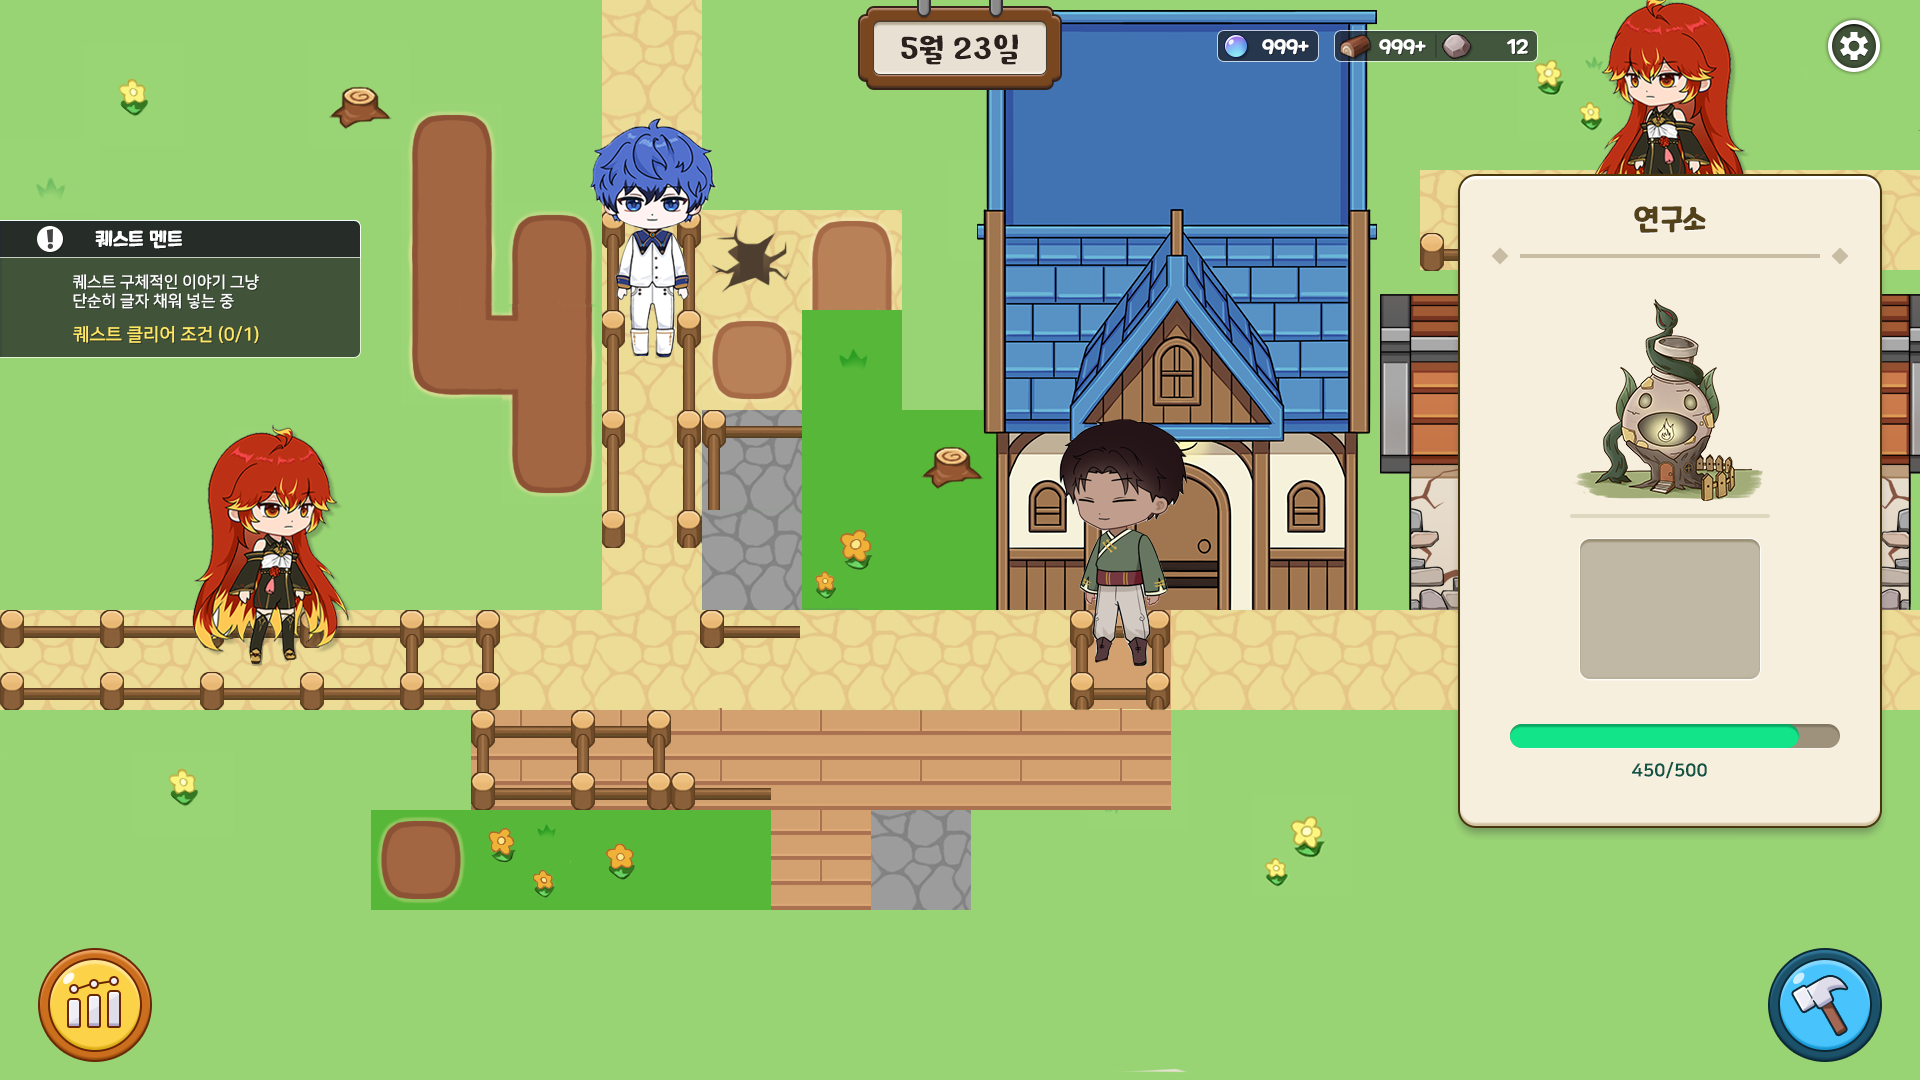 5월 23일
999+
999+
12
퀘스트 멘트
퀘스트 구체적인 이야기 그냥
단순히 글자 채워 넣는 중
퀘스트 클리어 조건 (0/1)
연구소
450/500